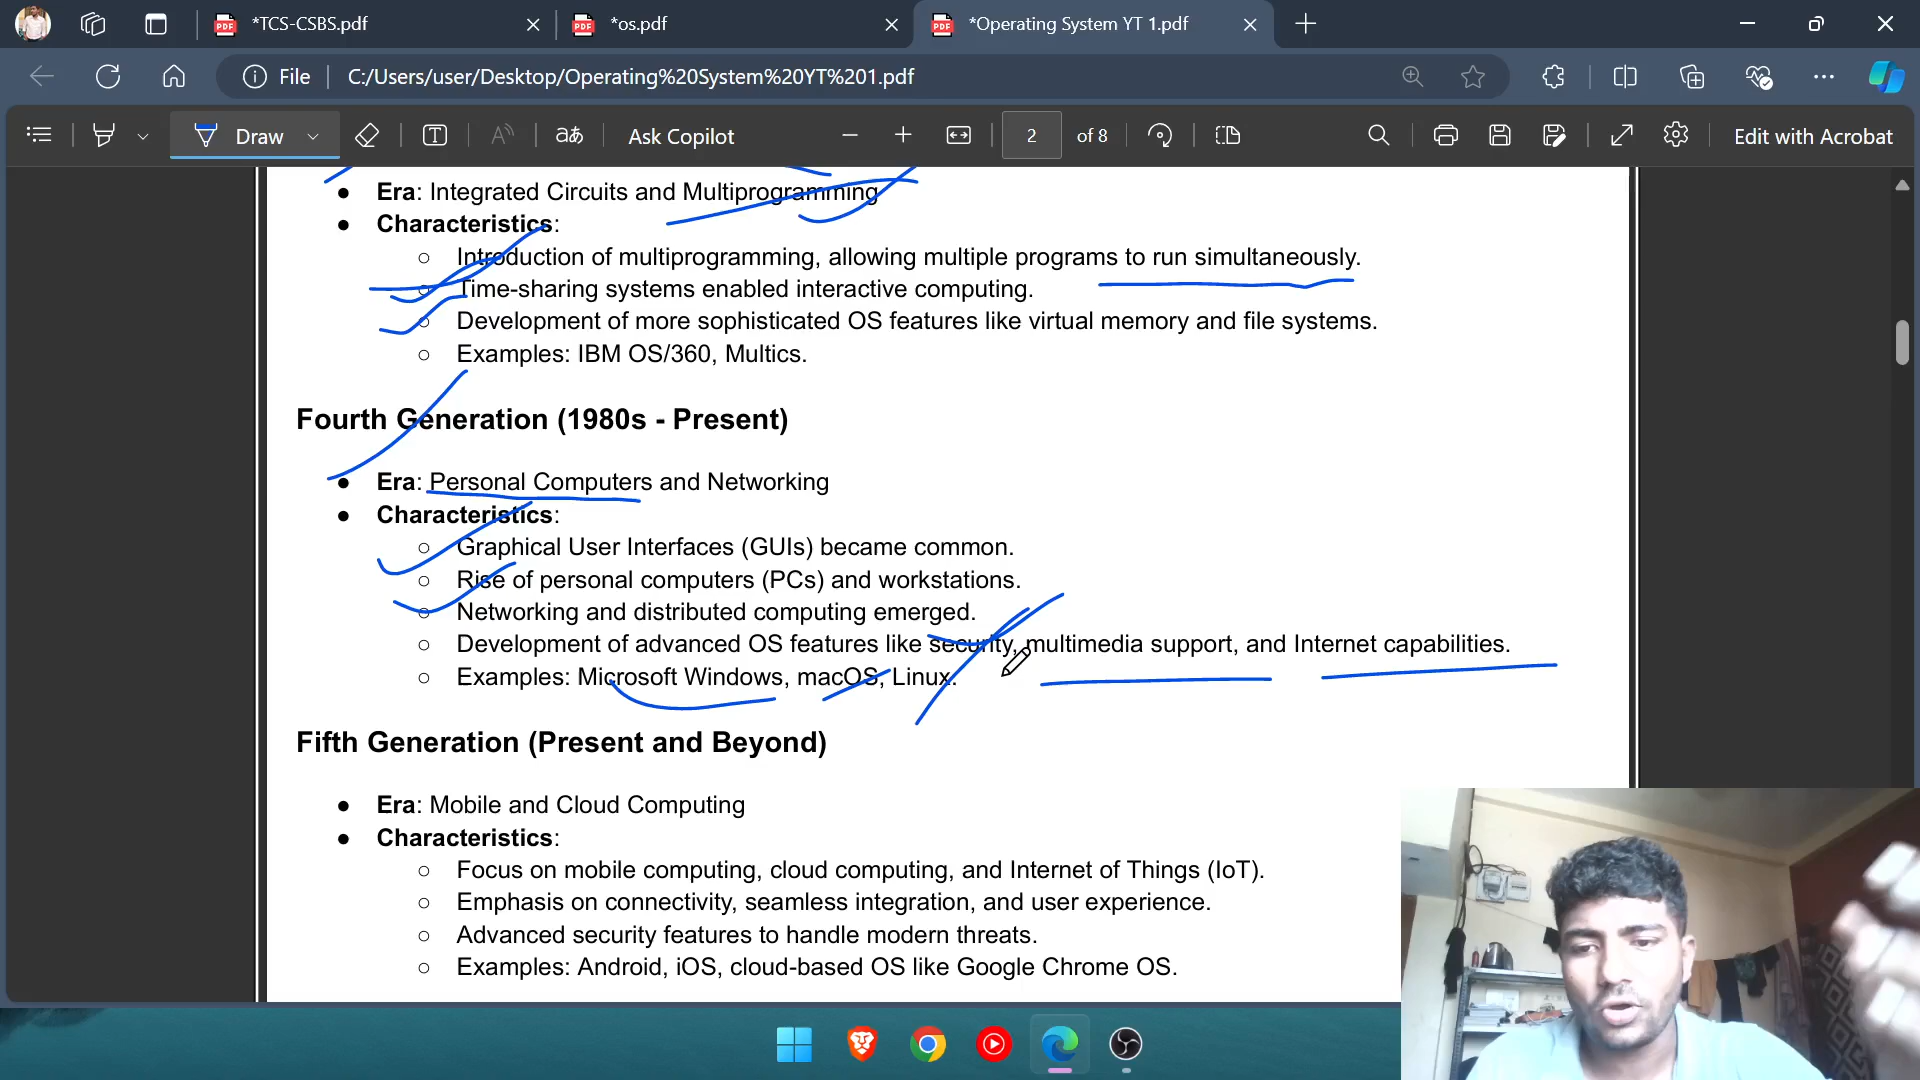 *TCS-CSBS.pdf
*os.pdf
*Operating System YT 1.pdf
File
C:/Users/user/Desktop/Operating%20System%20YT%201.pdf
Draw
Ask Copilot
2
of 8
Edit with Acrobat
● Era: Integrated Circuits and Multiprogramming
● Characteristics:
○ Introduction of multiprogramming, allowing multiple programs to run simultaneously.
○ Time-sharing systems enabled interactive computing.
○ Development of more sophisticated OS features like virtual memory and file systems.
○ Examples: IBM OS/360, Multics.
Fourth Generation (1980s - Present)
● Era: Personal Computers and Networking
● Characteristics:
○ Graphical User Interfaces (GUIs) became common.
○ Rise of personal computers (PCs) and workstations.
○ Networking and distributed computing emerged.
○ Development of advanced OS features like security, multimedia support, and Internet capabilities.
○ Examples: Microsoft Windows, macOS, Linux.
Fifth Generation (Present and Beyond)
● Era: Mobile and Cloud Computing
● Characteristics:
○ Focus on mobile computing, cloud computing, and Internet of Things (IoT).
○ Emphasis on connectivity, seamless integration, and user experience.
○ Advanced security features to handle modern threats.
○ Examples: Android, iOS, cloud-based OS like Google Chrome OS.